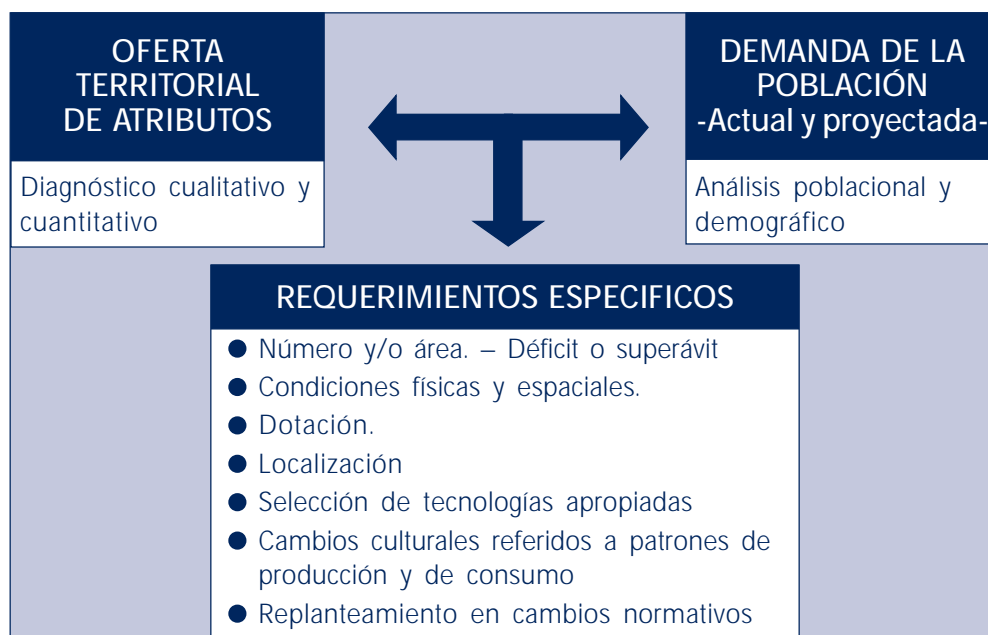 OFERTA
TERRITORIAL
DE ATRIBUTOS
Diagnóstico cualitativo y
cuantitativo
DEMANDA DE LA
POBLACIÓN
-Actual y proyectada-
Análisis poblacional y
demográfico
REQUERIMIENTOS ESPECIFICOS
● Número y/o área. – Déficit o superávit
● Condiciones físicas y espaciales.
● Dotación.
● Localización
● Selección de tecnologías apropiadas
● Cambios culturales referidos a patrones de
producción y de consumo
● Replanteamiento en cambios normativos